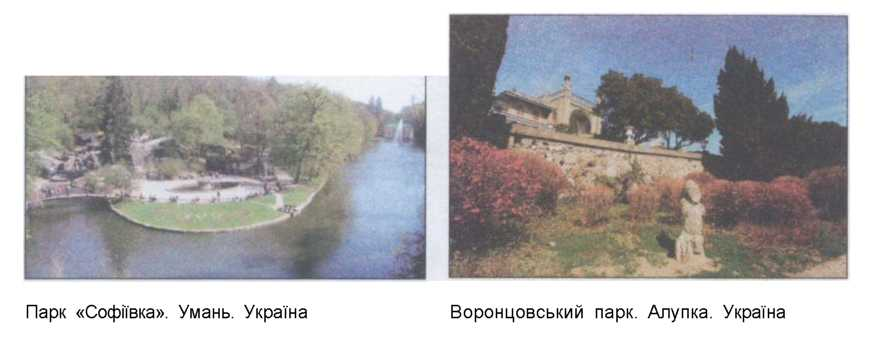 Парк «Софіївка». Умань. Україна
Воронцовський парк. Алупка. Україна